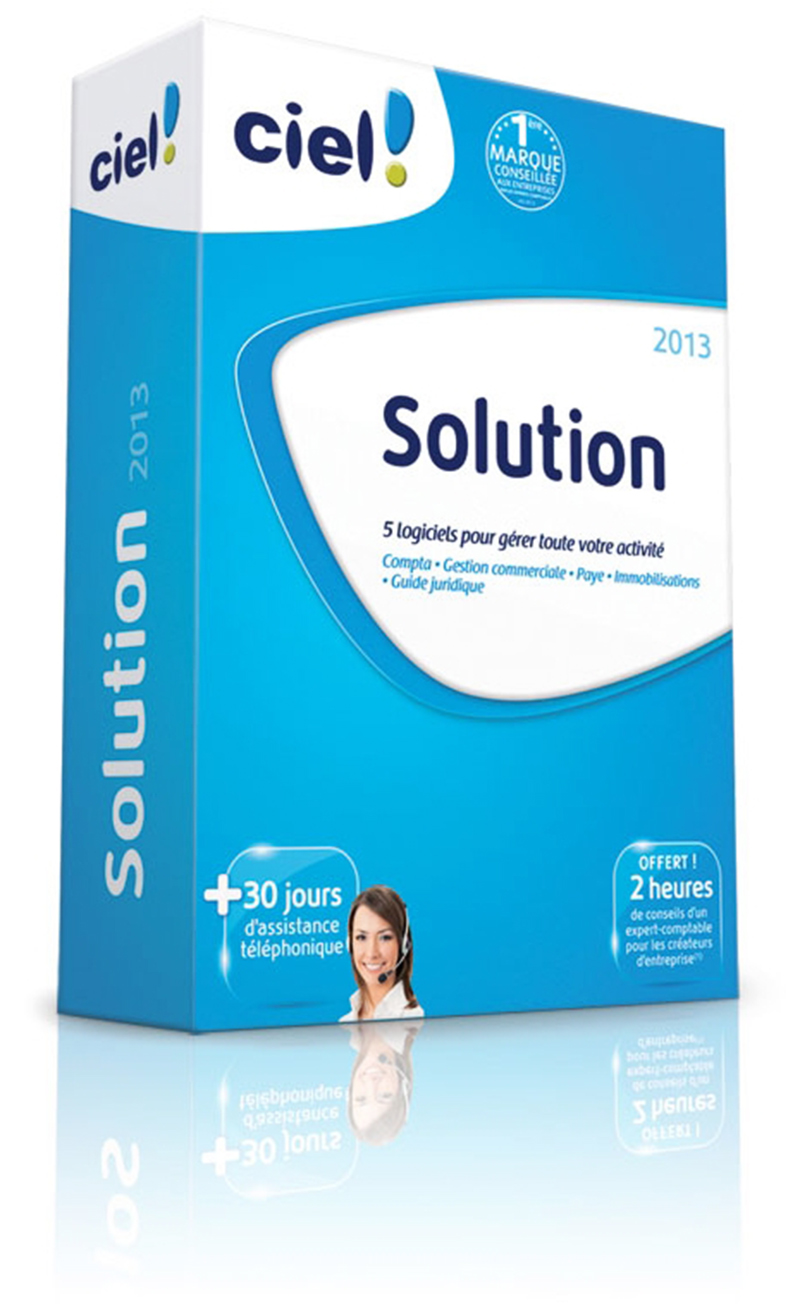 ciel!
ciel!
1ère
MARQUE
CONSEILLÉE
AUX ENTREPRISES
2013
Solution
5 logiciels pour gérer toute votre activité
Compta • Gestion commerciale • Paye • Immobilisations
• Guide juridique
Solution 2013
+30 jours
d'assistance
téléphonique
OFFERT !
2 heures
de conseils d'un
expert-comptable
pour les créateurs
d'entreprise(1)